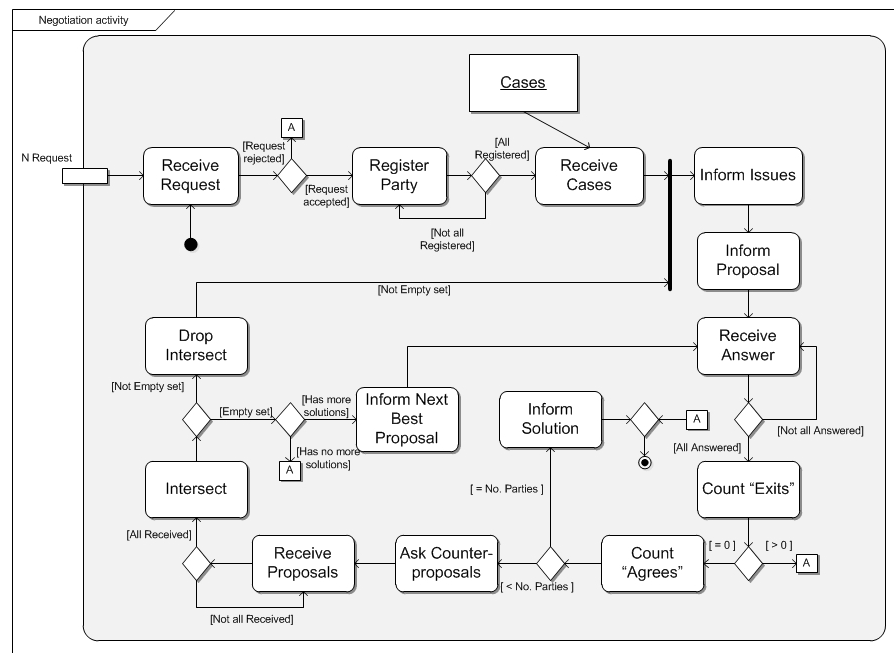 Negotiation activity
Cases
N Request
Receive
Request
[Request
rejected]
A
[Request
accepted]
Register
Party
[All
Registered]
[Not all
Registered]
Receive
Cases
Inform Issues
Inform
Proposal
[Not Empty set]
Drop
Intersect
Receive
Answer
[Not Empty set]
[Empty set]
[Has more
solutions]
[Has no more
solutions]
A
Inform Next
Best
Proposal
Inform
Solution
A
[Not all Answered]
[All Answered]
Intersect
Count “Exits”
[ = No. Parties ]
[All Received]
Receive
Proposals
Ask Counter-
proposals
[ < No. Parties ]
Count
“Agrees”
[ = 0 ]
[ > 0 ]
A
[Not all Received]